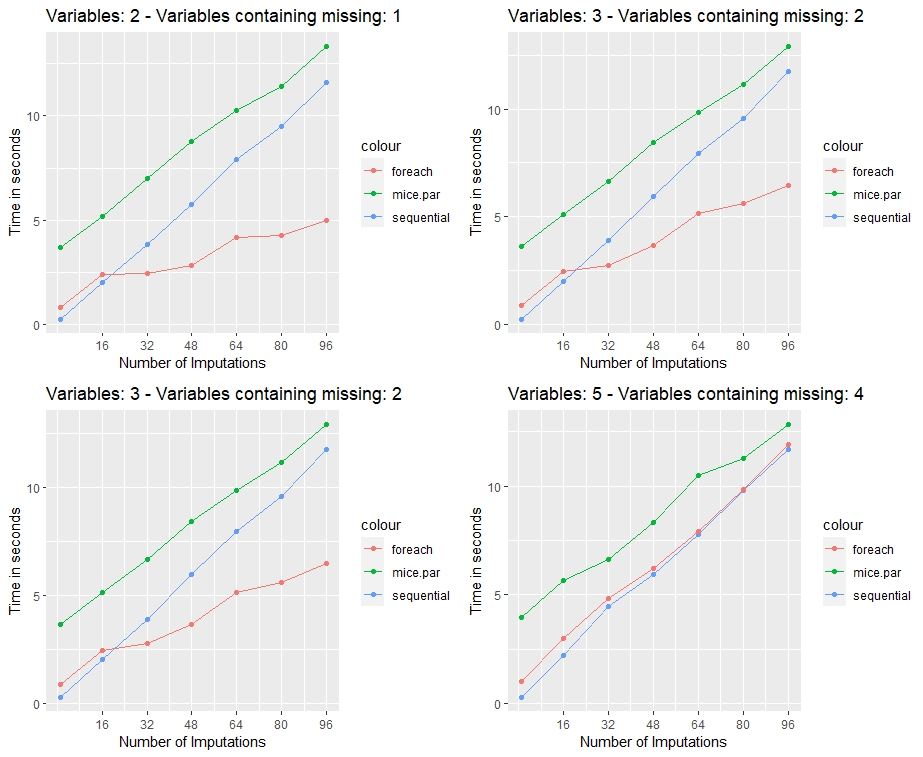 Variables: 2 - Variables containing missing: 1
10
5
0
Time in seconds
16 32 48 64 80 96
Number of Imputations
colour
foreach
mice.par
sequential
Variables: 3 - Variables containing missing: 2
10
5
0
Time in seconds
16 32 48 64 80 96
Number of Imputations
colour
foreach
mice.par
sequential
Variables: 3 - Variables containing missing: 2
10
5
0
Time in seconds
16 32 48 64 80 96
Number of Imputations
colour
foreach
mice.par
sequential
Variables: 5 - Variables containing missing: 4
10
5
0
Time in seconds
16 32 48 64 80 96
Number of Imputations
colour
foreach
mice.par
sequential